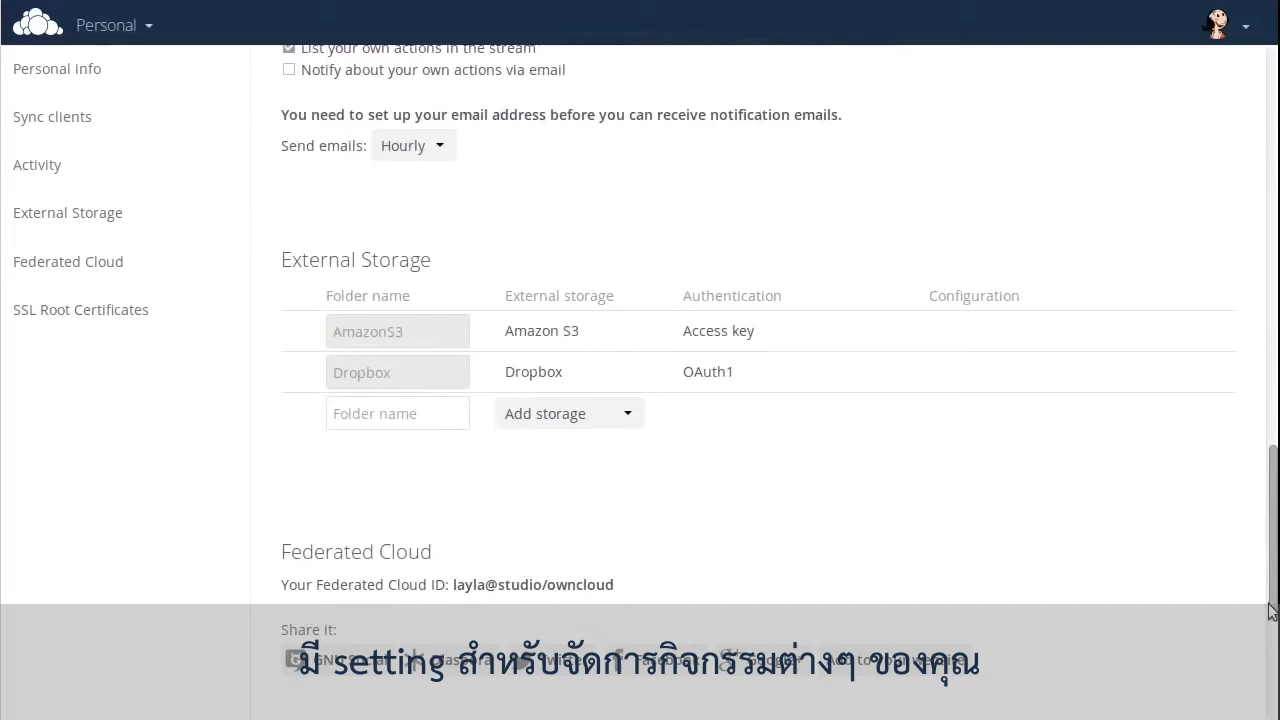 Personal
Personal Info
Sync clients
Activity
External Storage
Federated Cloud
SSL Root Certificates
List your own actions in the stream
Notify about your own actions via email
You need to set up your email address before you can receive notification emails.
Send emails: Hourly
External Storage
Folder name External storage Authentication Configuration
AmazonS3 Amazon S3 Access key
Dropbox Dropbox OAuth1
Folder name Add storage
Federated Cloud
Your Federated Cloud ID: layla@studio/owncloud
Share it:
มี setting สำหรับจัดการกิจกรรมต่างๆ ของคุณ